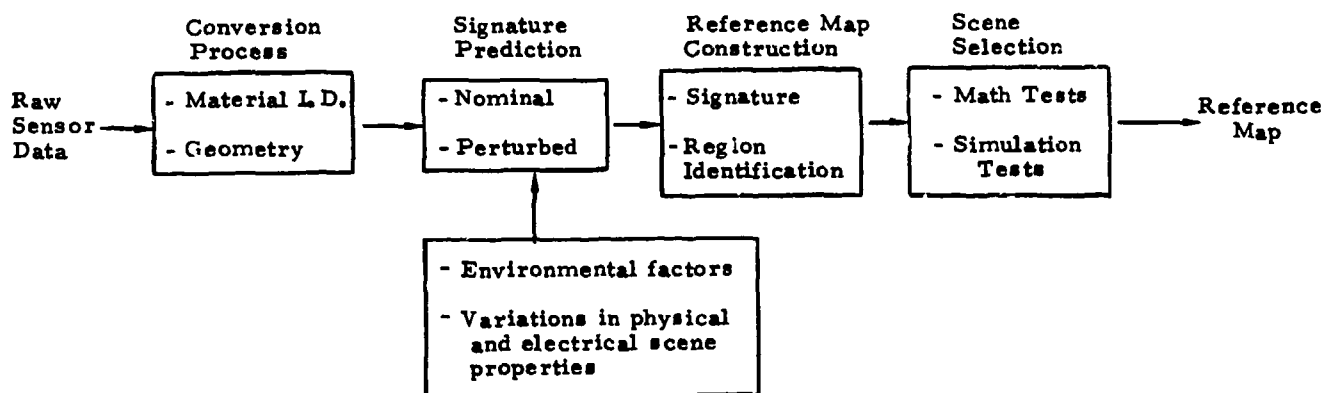 Conversion
Process
Signature
Prediction
Reference Map
Construction
Scene
Selection
Raw
Sensor
Data
- Material I.D.
- Geometry
- Nominal
- Perturbed
- Signature
- Region
Identification
- Math Tests
- Simulation
Tests
Reference
Map
- Environmental factors
- Variations in physical
and electrical scene
properties